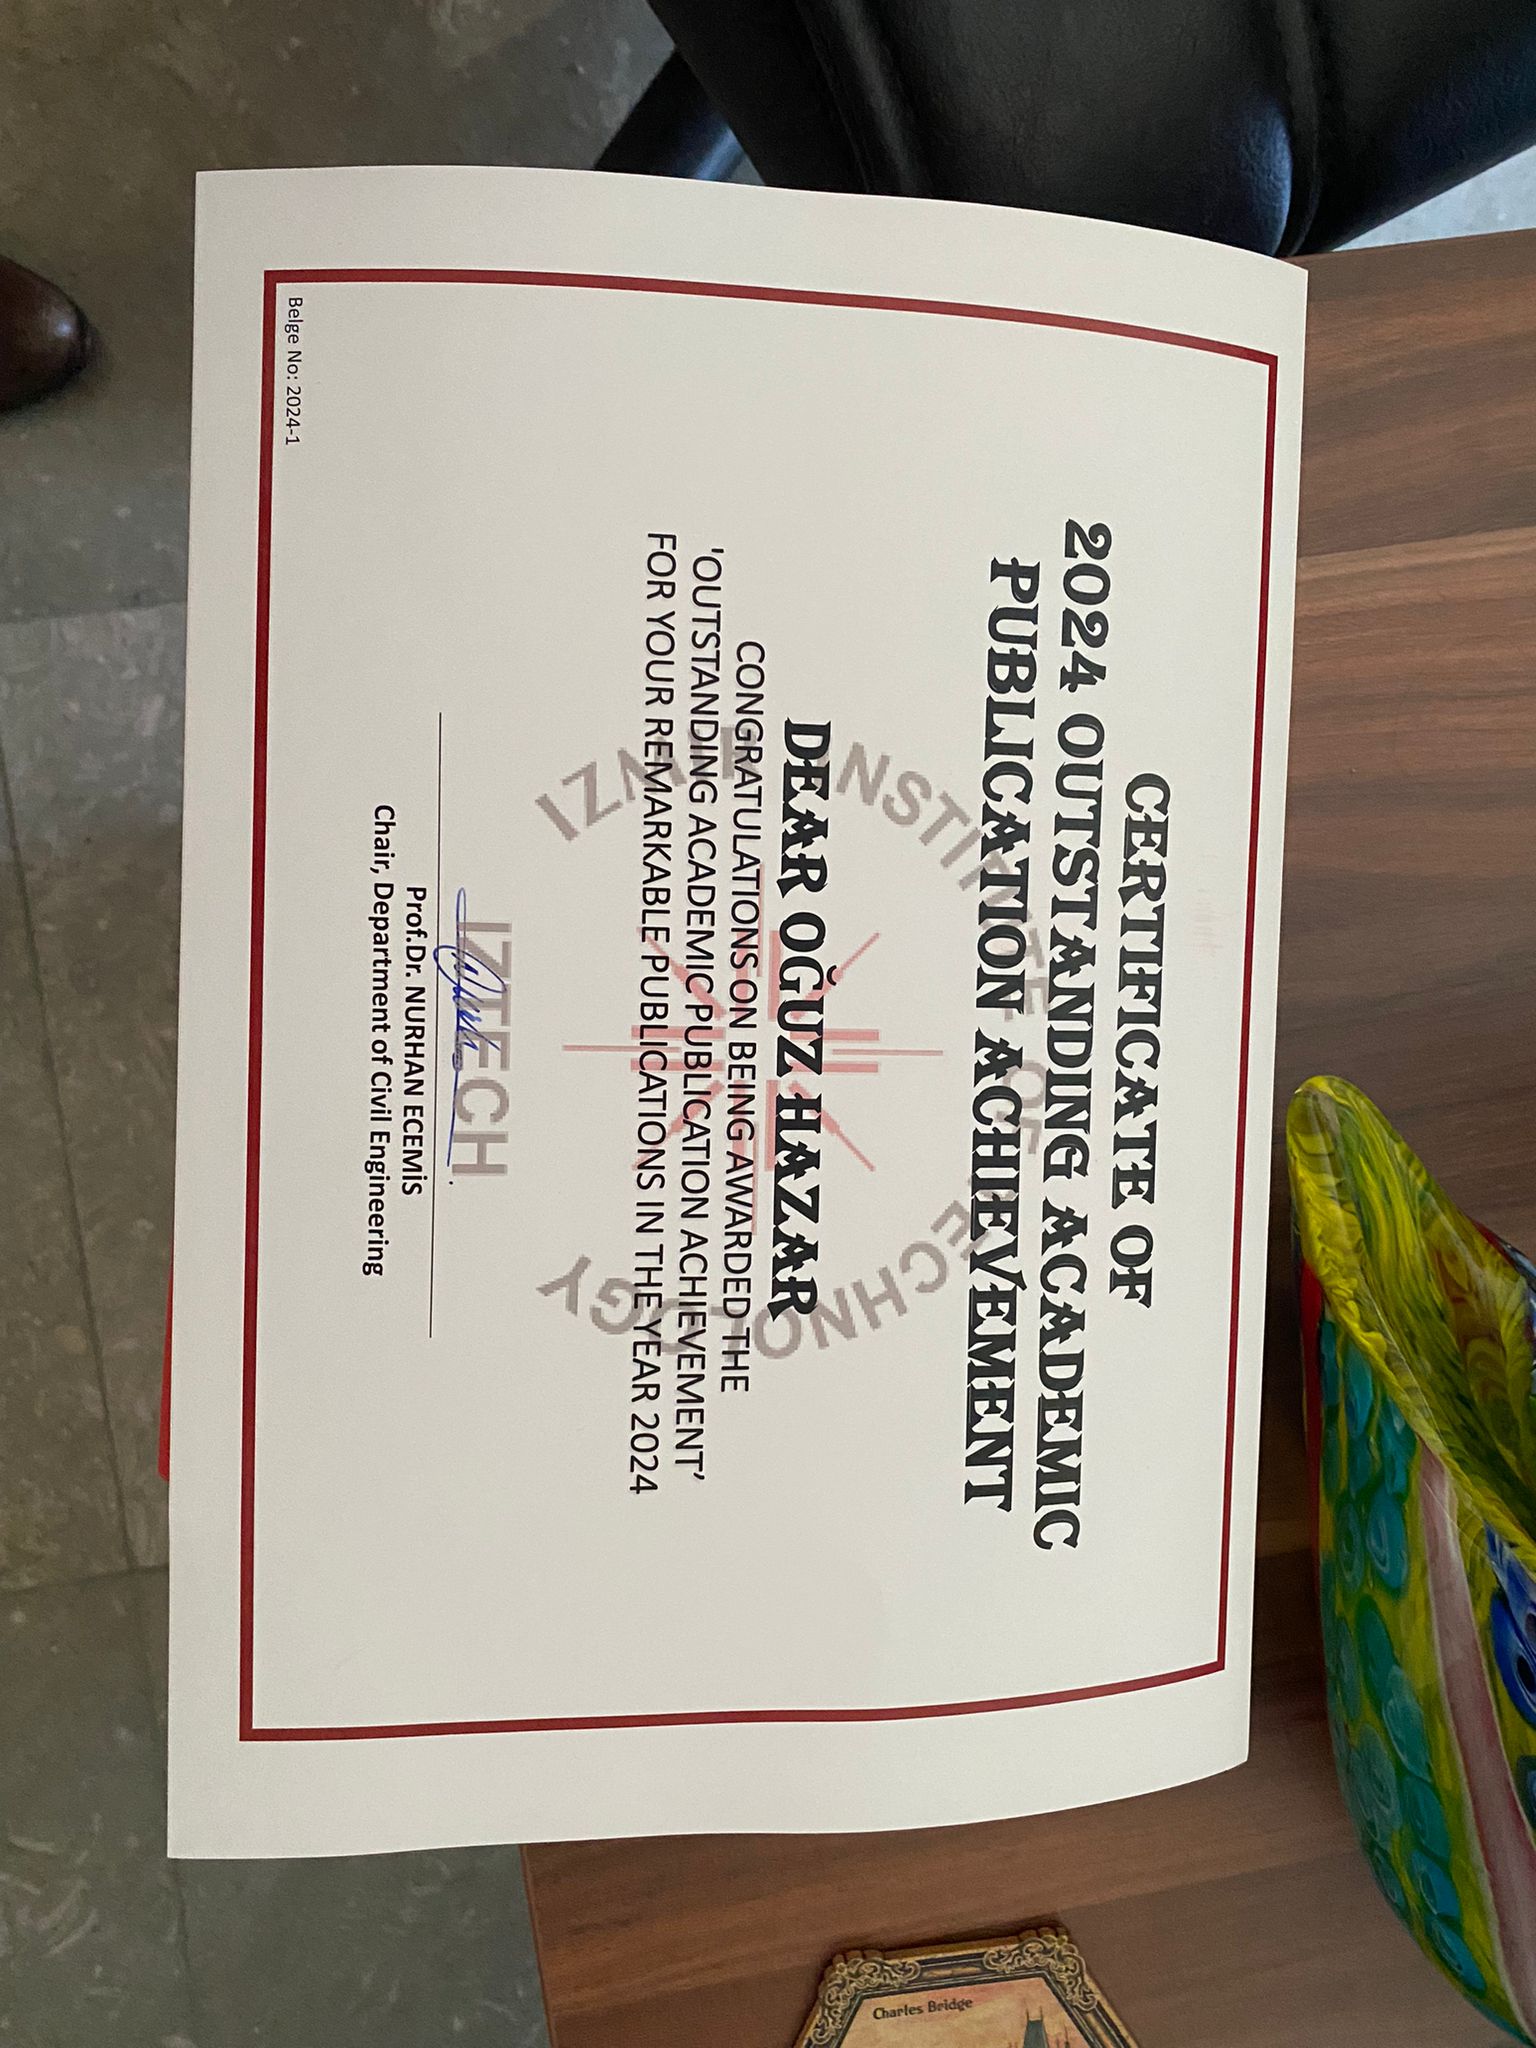 CERTIFICATE OF
2024 OUTSTANDING ACADEMIC
PUBLICATION ACHIEVEMENT
DEAR OĞUZ HAZAR
CONGRATULATIONS ON BEING AWARDED THE
'OUTSTANDING ACADEMIC PUBLICATION ACHIEVEMENT'
FOR YOUR REMARKABLE PUBLICATIONS IN THE YEAR 2024
IZMIR INSTITUTE OF TECHNOLOGY
IZTECH
Prof.Dr. NURHAN ECEMİS
Chair, Department of Civil Engineering
Belge No: 2024-1
Charles Bridge